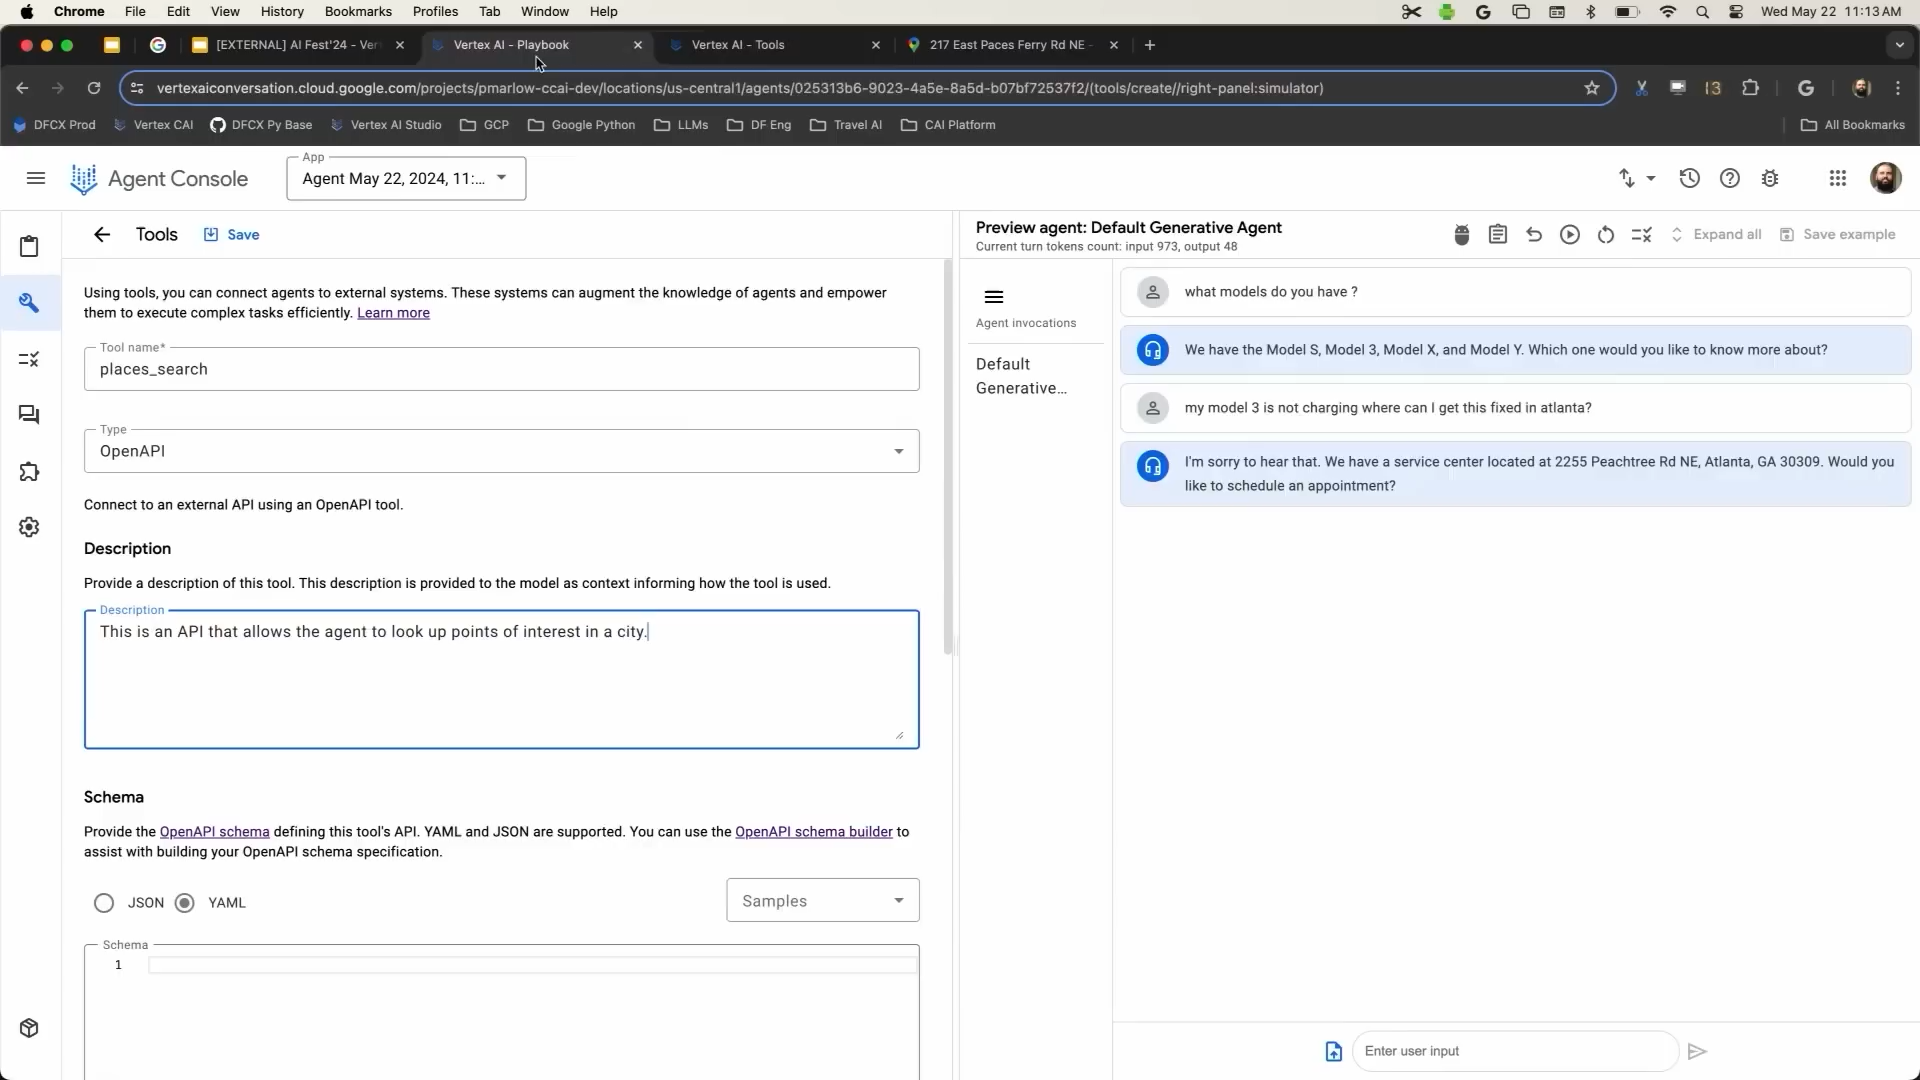 Chrome File Edit View History Bookmarks Profiles Tab Window Help Wed May 22 11:13 AM
[EXTERNAL] AI Fest'24 - Ver Vertex AI - Playbook Vertex AI - Tools 217 East Paces Ferry Rd NE -
vertexaiconversation.cloud.google.com/projects/pmarlow-ccai-dev/locations/us-central1/agents/025313b6-9023-4a5e-8a5d-b07bf72537f2/(tools/create//right-panel:simulator) 13
DFCX Prod Vertex CAI DFCX Py Base Vertex AI Studio GCP Google Python LLMs DF Eng Travel AI CAI Platform All Bookmarks
Agent Console
App
Agent May 22, 2024, 11:...
Tools Save
Using tools, you can connect agents to external systems. These systems can augment the knowledge of agents and empower
them to execute complex tasks efficiently. Learn more
Tool name*
places_search
Type
OpenAPI
Connect to an external API using an OpenAPI tool.
Description
Provide a description of this tool. This description is provided to the model as context informing how the tool is used.
Description
This is an API that allows the agent to look up points of interest in a city.
Schema
Provide the OpenAPI schema defining this tool's API. YAML and JSON are supported. You can use the OpenAPI schema builder to
assist with building your OpenAPI schema specification.
JSON YAML
Samples
Schema
1
Preview agent: Default Generative Agent
Current turn tokens count: input 973, output 48
Expand all Save example
Agent invocations
Default
Generative...
what models do you have ?
We have the Model S, Model 3, Model X, and Model Y. Which one would you like to know more about?
my model 3 is not charging where can I get this fixed in atlanta?
I'm sorry to hear that. We have a service center located at 2255 Peachtree Rd NE, Atlanta, GA 30309. Would you
like to schedule an appointment?
Enter user input